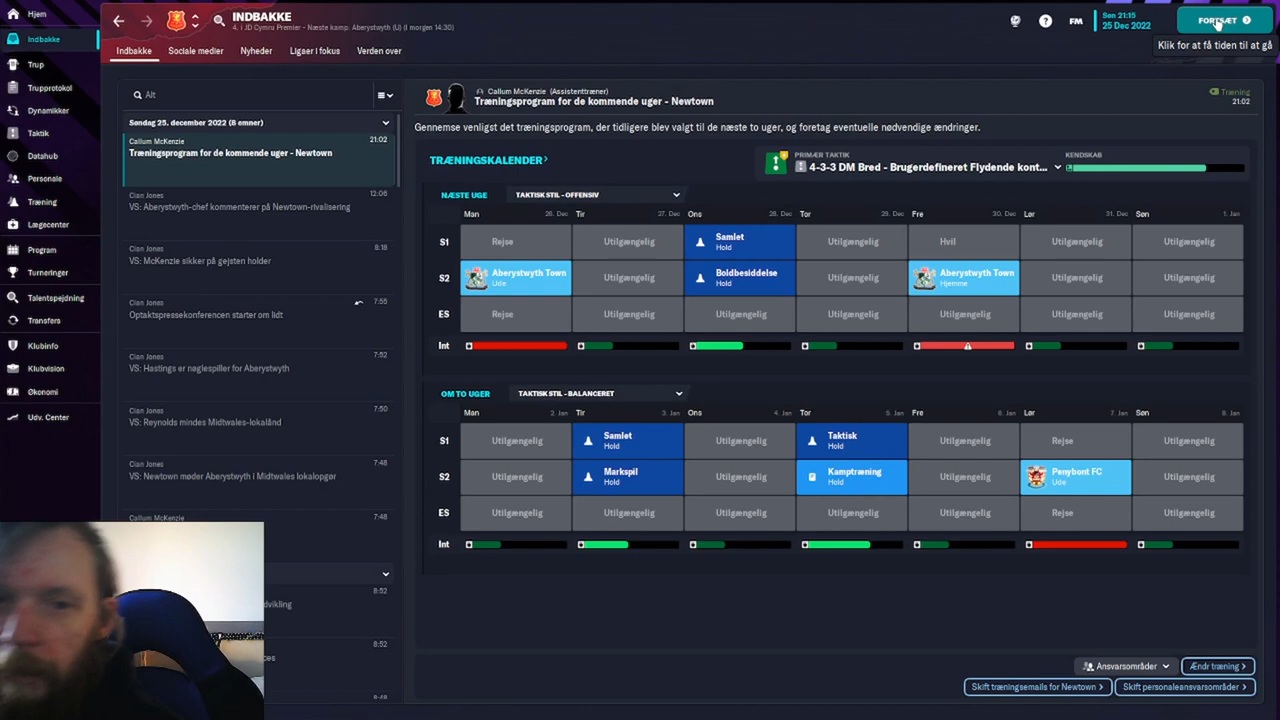 Hjem
Indbakke
Trup
Trupprotokol
Dynamikker
Taktik
Datahub
Personale
Træning
Lægecenter
Program
Turneringer
Talentspejdning
Transfers
Klubinfo
Klubvision
Økonomi
Udv. Center
INDBAKKE
4. i JD Cymru Premier - Næste kamp: Aberystwyth (U) (I morgen 14:30)
FM
Søn 21:15
25 Dec 2022
FORTSÆT
Klik for at få tiden til at gå
Indbakke Sociale medier Nyheder Ligaer i fokus Verden over
Alt
Søndag 25. december 2022 (8 emner)
Callum McKenzie 21:02
Træningsprogram for de kommende uger - Newtown
Cian Jones 12:06
VS: Aberystwyth-chef kommenterer på Newtown-rivalisering
Cian Jones 8:18
VS: McKenzie sikker på gejsten holder
Cian Jones 7:55
Optaktspressekonferencen starter om lidt
Cian Jones 7:52
VS: Hastings er nøglespiller for Aberystwyth
Cian Jones 7:50
VS: Reynolds mindes Midtwales-lokalånd
Cian Jones 7:48
VS: Newtown møder Aberystwyth i Midtwales lokalopgør
Callum McKenzie 7:48
8:52
8:52
Callum McKenzie (Assistenttræner)
Træningsprogram for de kommende uger - Newtown
Træning
21:02
Gennemse venligst det træningsprogram, der tidligere blev valgt til de næste to uger, og foretag eventuelle nødvendige ændringer.
TRÆNINGSKALENDER
PRIMÆR TAKTIK
4-3-3 DM Bred - Brugerdefineret Flydende kont...
KENDSKAB
NÆSTE UGE TAKTISK STIL - OFFENSIV
Man 26. Dec Tir 27. Dec Ons 28. Dec Tor 29. Dec Fre 30. Dec Lør 31. Dec Søn 1. Jan
S1 Rejse Utilgængelig Samlet Hold Utilgængelig Hvil Utilgængelig Utilgængelig
S2 Aberystwyth Town Ude Utilgængelig Boldbesiddelse Hold Utilgængelig Aberystwyth Town Hjemme Utilgængelig Utilgængelig
ES Rejse Utilgængelig Utilgængelig Utilgængelig Utilgængelig Utilgængelig Utilgængelig
Int
OM TO UGER TAKTISK STIL - BALANCERET
Man 2. Jan Tir 3. Jan Ons 4. Jan Tor 5. Jan Fre 6. Jan Lør 7. Jan Søn 8. Jan
S1 Utilgængelig Samlet Hold Utilgængelig Taktisk Hold Utilgængelig Rejse Utilgængelig
S2 Utilgængelig Markspil Hold Utilgængelig Kamptræning Hold Utilgængelig Penybont FC Ude Utilgængelig
ES Utilgængelig Utilgængelig Utilgængelig Utilgængelig Utilgængelig Rejse Utilgængelig
Int
Ansvarsområder Ændr træning
Skift træningsemails for Newtown Skift personaleansvarsområder